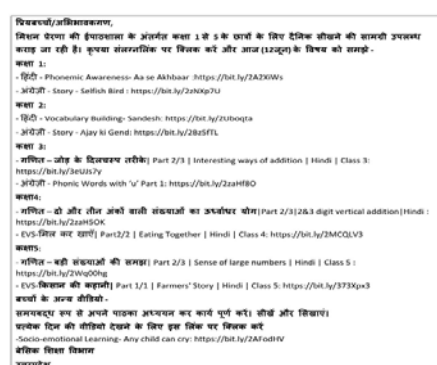 प्रियबच्चों/अभिभावकगण,
मिशन प्रेरणा की ईपाठशाला के अंतर्गत कक्षा 1 से 5 के छात्रों के लिए दैनिक सीखने की सामग्री उपलब्ध
कराइ जा रही है। कृपया संलग्नलिंक पर क्लिक करें और आज (12जून) के विषय को समझे -
कक्षा 1:
- हिंदी - Phonemic Awareness- Aa se Akhbaar :https://bit.ly/2A2XiWs
- अंग्रेज़ी - Story - Selfish Bird : https://bit.ly/2zNXp7U
कक्षा 2:
- हिंदी - Vocabulary Building- Sandesh: https://bit.ly/2Uboqta
- अंग्रेज़ी - Story - Ajay ki Gend: https://bit.ly/2BzSfTL
कक्षा 3:
- गणित – जोड़ के दिलचस्प तरीके| Part 2/3 | Interesting ways of addition | Hindi | Class 3:
https://bit.ly/3eUJs7y
- अंग्रेज़ी - Phonic Words with 'u' Part 1: https://bit.ly/2zaHf8O
कक्षा4:
- गणित – दो और तीन अंकों वाली संख्याओं का ऊर्ध्वाधर योग|Part 2/3|2&3 digit vertical addition|Hindi :
https://bit.ly/2zaH5OK
- EVS-मिल कर खाएँ| Part2/2 | Eating Together | Hindi | Class 4: https://bit.ly/2MCQLV3
कक्षा5:
- गणित – बड़ी संख्याओं की समझ| Part 2/3 | Sense of large numbers | Hindi | Class 5 :
https://bit.ly/2Wq00hg
- EVS-किसान की कहानी| Part 1/1 | Farmers' Story | Hindi | Class 5: https://bit.ly/373Xpx3
बच्चों के अन्य वीडियो -
समयबद्ध रूप से अपने पाठका अध्ययन कर कार्य पूर्ण करें। सीखें और सिखाएं।
प्रत्येक दिन की वीडियो देखने के लिए इस लिंक पर क्लिक करें
-Socio-emotional Learning- Any child can cry: https://bit.ly/2AFodHV
बेसिक शिक्षा विभाग